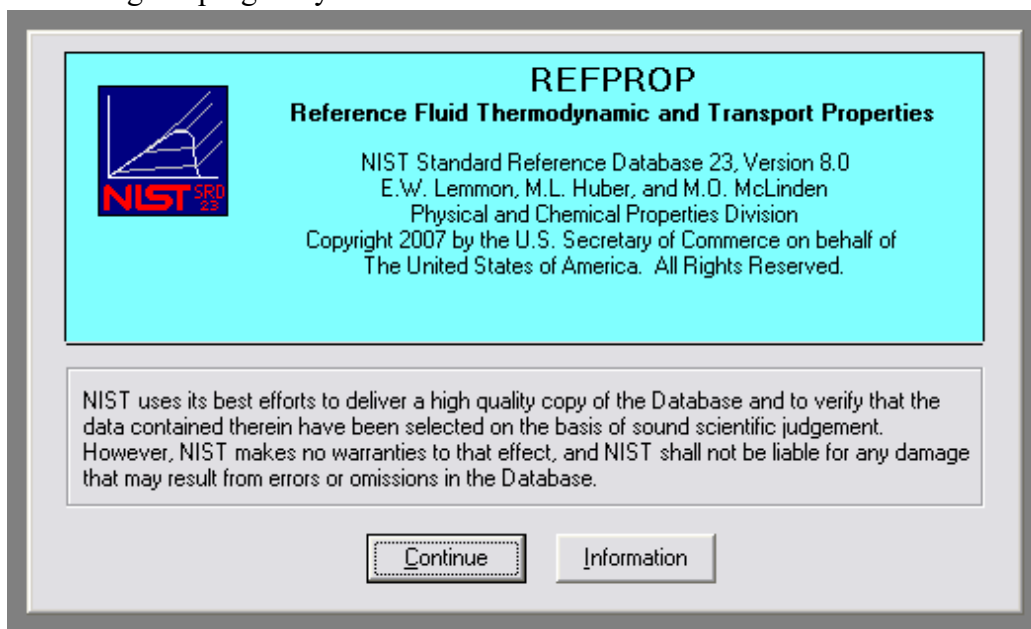 REFPROP
Reference Fluid Thermodynamic and Transport Properties
NIST SRD 23
NIST Standard Reference Database 23, Version 8.0
E.W. Lemmon, M.L. Huber, and M.O. McLinden
Physical and Chemical Properties Division
Copyright 2007 by the U.S. Secretary of Commerce on behalf of
The United States of America. All Rights Reserved.
NIST uses its best efforts to deliver a high quality copy of the Database and to verify that the
data contained therein have been selected on the basis of sound scientific judgement.
However, NIST makes no warranties to that effect, and NIST shall not be liable for any damage
that may result from errors or omissions in the Database.
Continue
Information